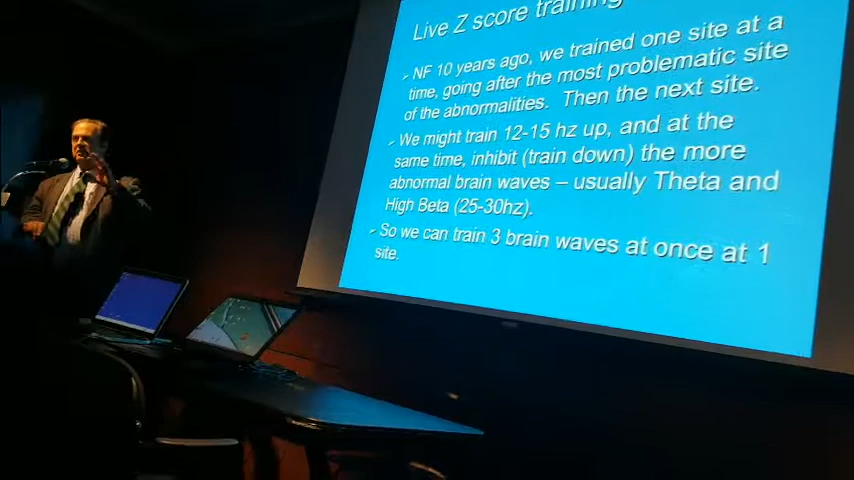 Live Z score training
NF 10 years ago, we trained one site at a
time, going after the most problematic site
of the abnormalities. Then the next site.
We might train 12-15 hz up, and at the
same time, inhibit (train down) the more
abnormal brain waves – usually Theta and
High Beta (25-30hz).
So we can train 3 brain waves at once at 1
site.